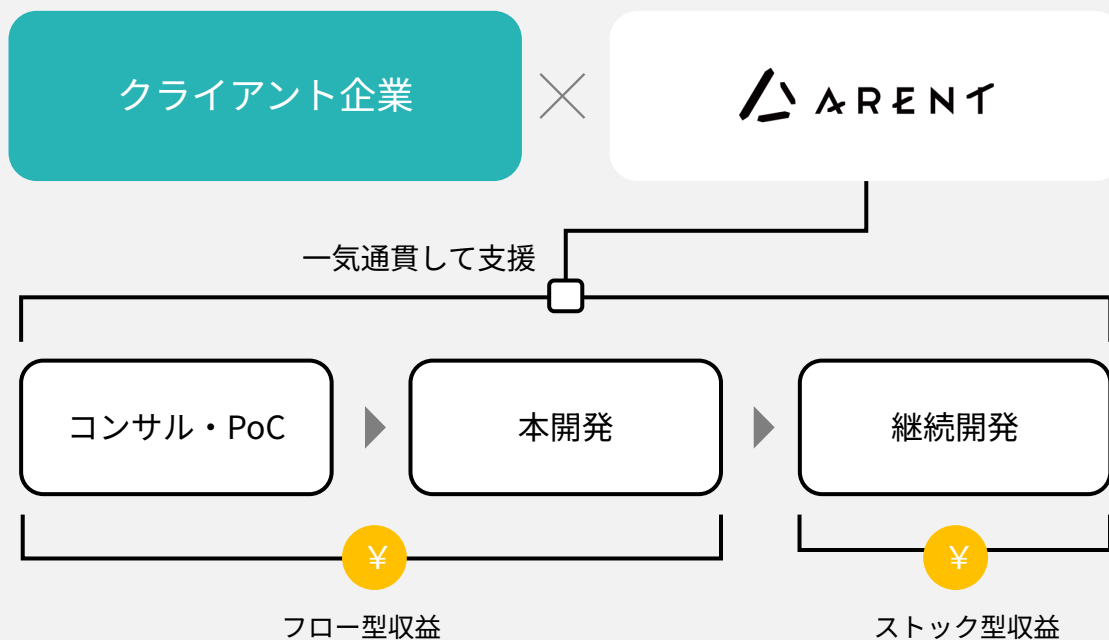 クライアント企業
ARENT
一気通貫して支援
コンサル・PoC
本開発
継続開発
¥
¥
フロー型収益
ストック型収益